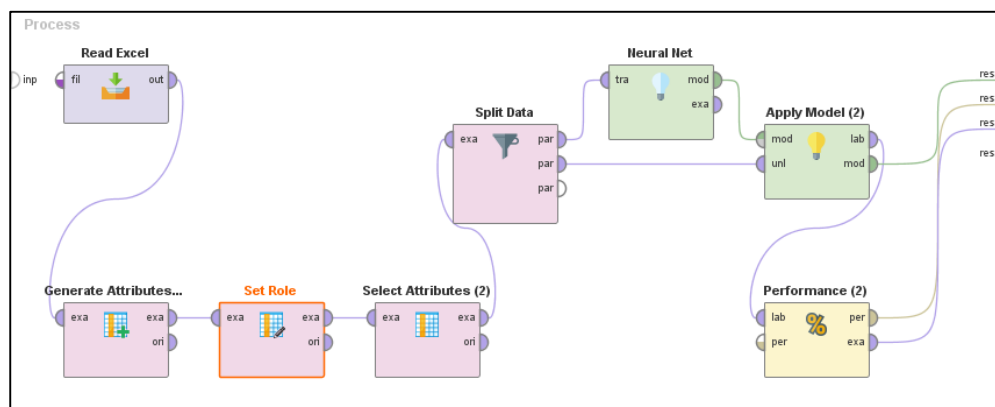 Process
Read Excel
inp
fil
out
Neural Net
tra
mod
exa
Split Data
exa
par
par
par
Apply Model (2)
mod
lab
unl
mod
res
res
res
res
Generate Attributes...
exa
exa
ori
Set Role
exa
exa
ori
Select Attributes (2)
exa
exa
ori
Performance (2)
lab
per
per
exa
%